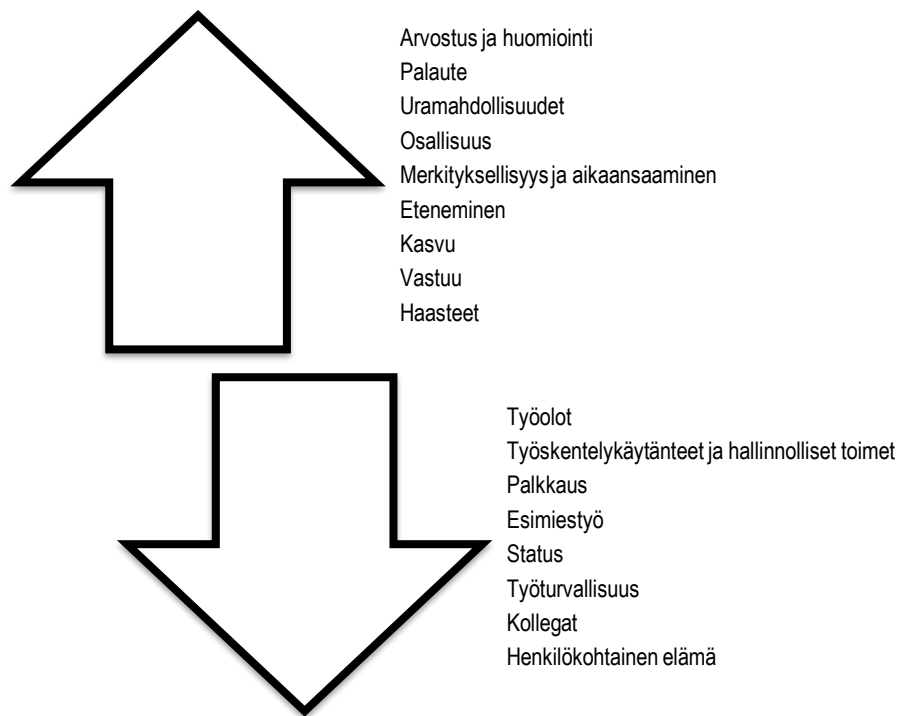 Arvostus ja huomiointi
Palaute
Uramahdollisuudet
Osallisuus
Merkityksellisyys ja aikaansaaminen
Eteneminen
Kasvu
Vastuu
Haasteet
Työolot
Työskentelykäytänteet ja hallinnolliset toimet
Palkkaus
Esimiestyö
Status
Työturvallisuus
Kollegat
Henkilökohtainen elämä